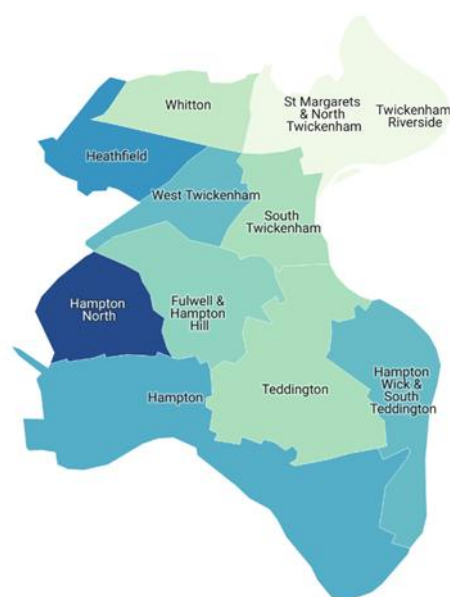 Whitton
St Margarets
& North
Twickenham
Twickenham
Riverside
Heathfield
West Twickenham
South
Twickenham
Hampton
North
Fulwell &
Hampton
Hill
Hampton
Teddington
Hampton
Wick &
South
Teddington